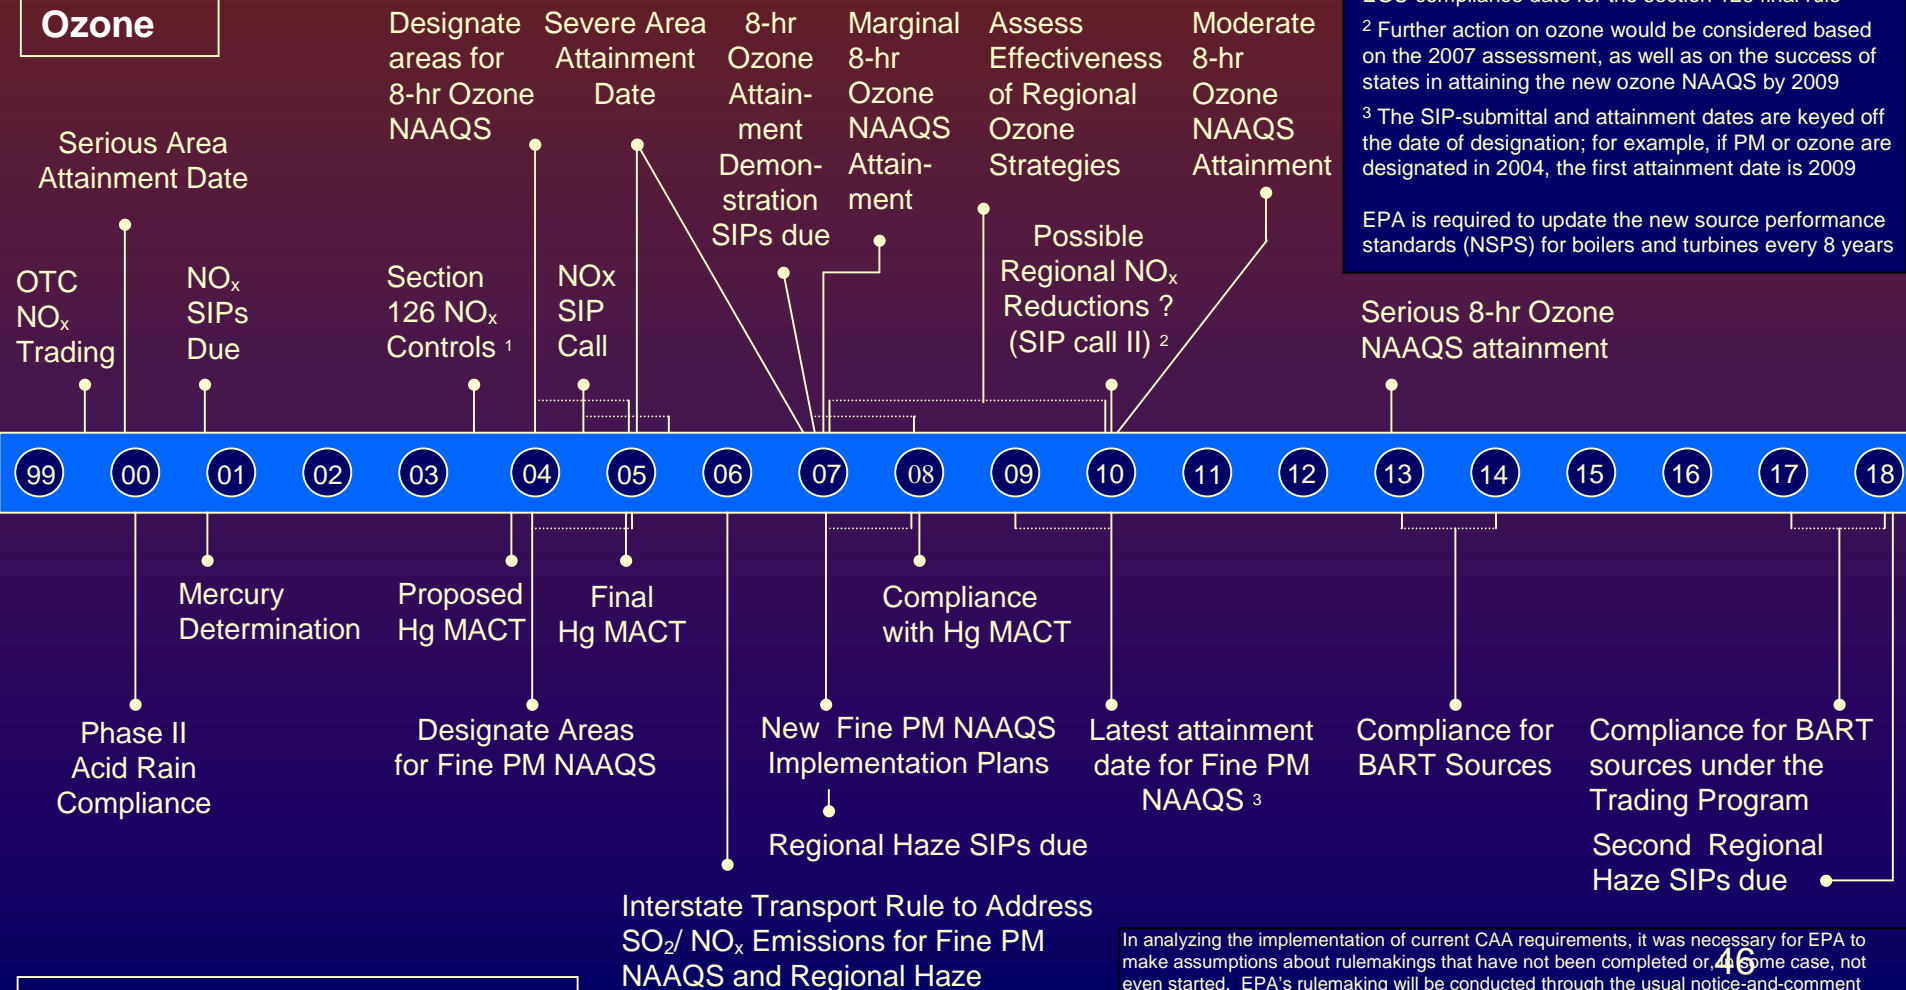 Ozone
Designate
areas for
8-hr Ozone
NAAQS
Severe Area
Attainment
Date
8-hr
Ozone
Attain-
ment
Demon-
stration
SIPs due
Marginal
8-hr
Ozone
NAAQS
Attain-
ment
Assess
Effectiveness
of Regional
Ozone
Strategies
Moderate
8-hr
Ozone
NAAQS
Attainment
2 Further action on ozone would be considered based
on the 2007 assessment, as well as on the success of
states in attaining the new ozone NAAQS by 2009
3 The SIP-submittal and attainment dates are keyed off
the date of designation; for example, if PM or ozone are
designated in 2004, the first attainment date is 2009
EPA is required to update the new source performance
standards (NSPS) for boilers and turbines every 8 years
Serious Area
Attainment Date
OTC
NOx
Trading
NOx
SIPs
Due
Section
126 NOx
Controls 1
NOx
SIP
Call
Possible
Regional NOx
Reductions ?
(SIP call II) 2
Serious 8-hr Ozone
NAAQS attainment
99 00 01 02 03 04 05 06 07 08 09 10 11 12 13 14 15 16 17 18
Mercury
Determination
Proposed
Hg MACT
Final
Hg MACT
Compliance
with Hg MACT
Phase II
Acid Rain
Compliance
Designate Areas
for Fine PM NAAQS
New Fine PM NAAQS
Implementation Plans
Regional Haze SIPs due
Latest attainment
date for Fine PM
NAAQS 3
Compliance for
BART Sources
Compliance for BART
sources under the
Trading Program
Second Regional
Haze SIPs due
Interstate Transport Rule to Address
SO2/ NOx Emissions for Fine PM
NAAQS and Regional Haze
In analyzing the implementation of current CAA requirements, it was necessary for EPA to
make assumptions about rulemakings that have not been completed or, in some case, not
even started. EPA's rulemaking will be conducted through the usual notice-and-comment
46